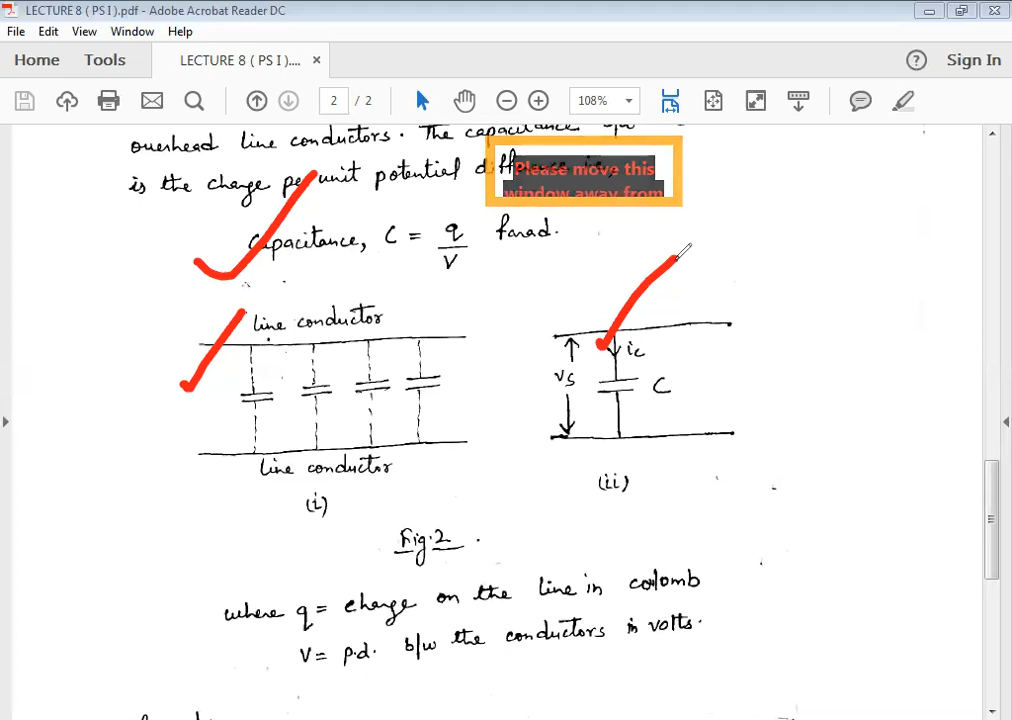 LECTURE 8 ( PS I ).pdf - Adobe Acrobat Reader DC
File Edit View Window Help
Home Tools LECTURE 8 ( PS I ).... × ? Sign In
2 / 2 108%
overhead line conductors. The capacitance b/w
is the charge per unit potential difference i.e,
Please move this
window away from
Capacitance, C = q/V farad.
line conductor
ic
Vs
C
line conductor
(i)
(ii)
Fig.2
where q = charge on the line in coulomb
V = p.d. b/w the conductors in volts.